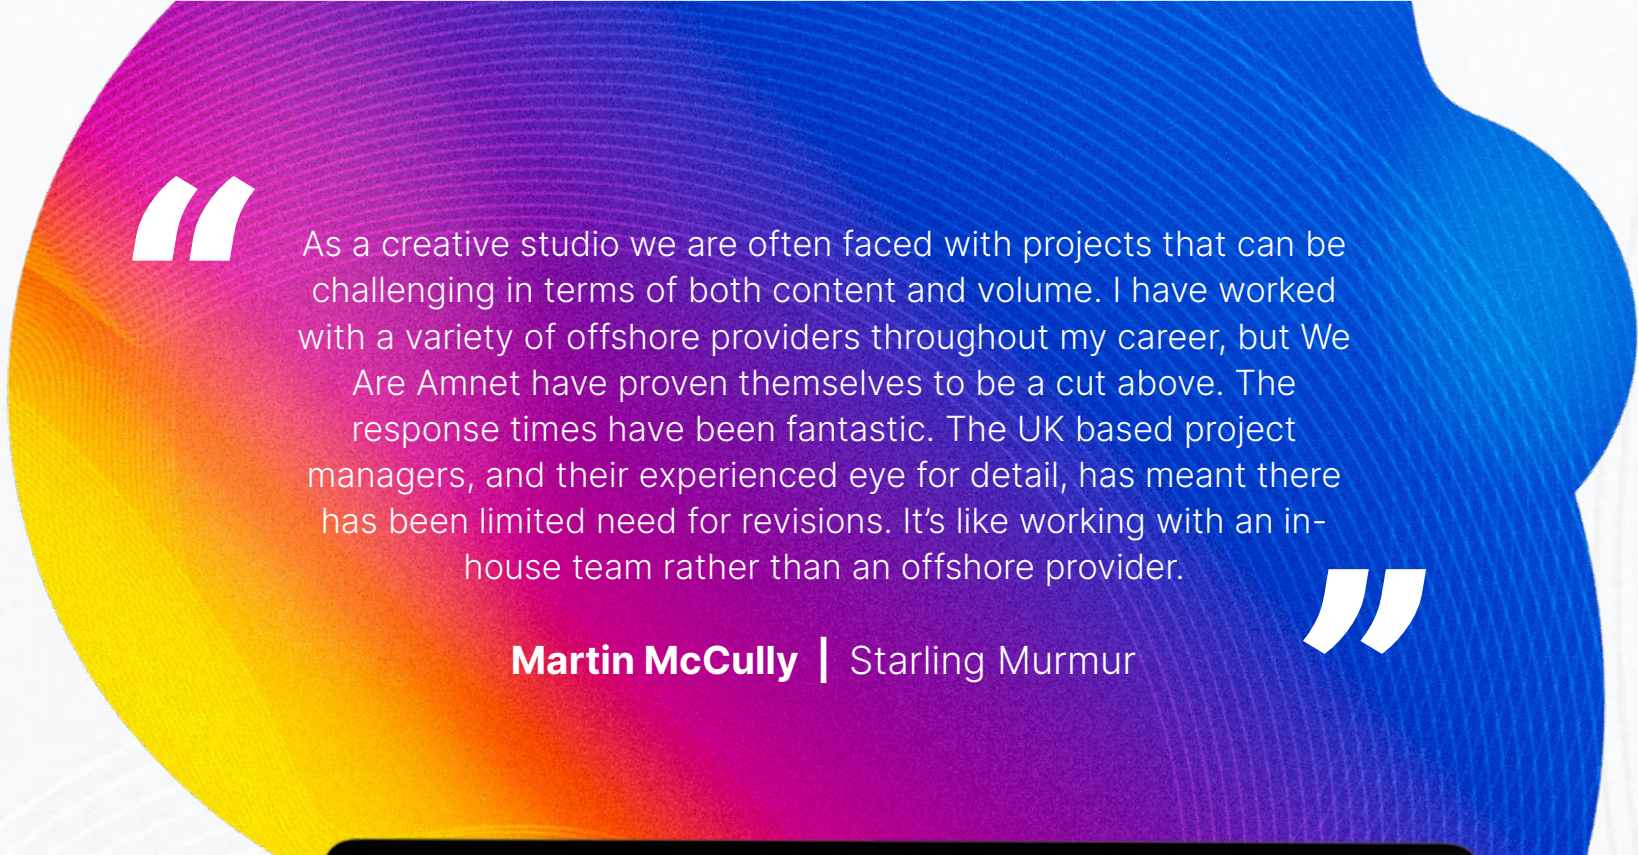 “
As a creative studio we are often faced with projects that can be
challenging in terms of both content and volume. I have worked
with a variety of offshore providers throughout my career, but We
Are Amnet have proven themselves to be a cut above. The
response times have been fantastic. The UK based project
managers, and their experienced eye for detail, has meant there
has been limited need for revisions. It’s like working with an in-
house team rather than an offshore provider.
”
Martin McCully | Starling Murmur